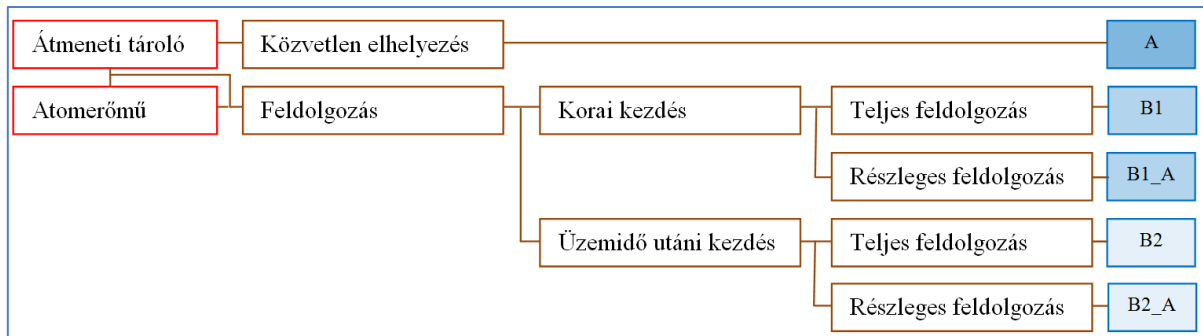 Átmeneti tároló Közvetlen elhelyezés A
Atomerőmű Feldolgozás Korai kezdés Teljes feldolgozás B1
Részleges feldolgozás B1_A
Üzemidő utáni kezdés Teljes feldolgozás B2
Részleges feldolgozás B2_A